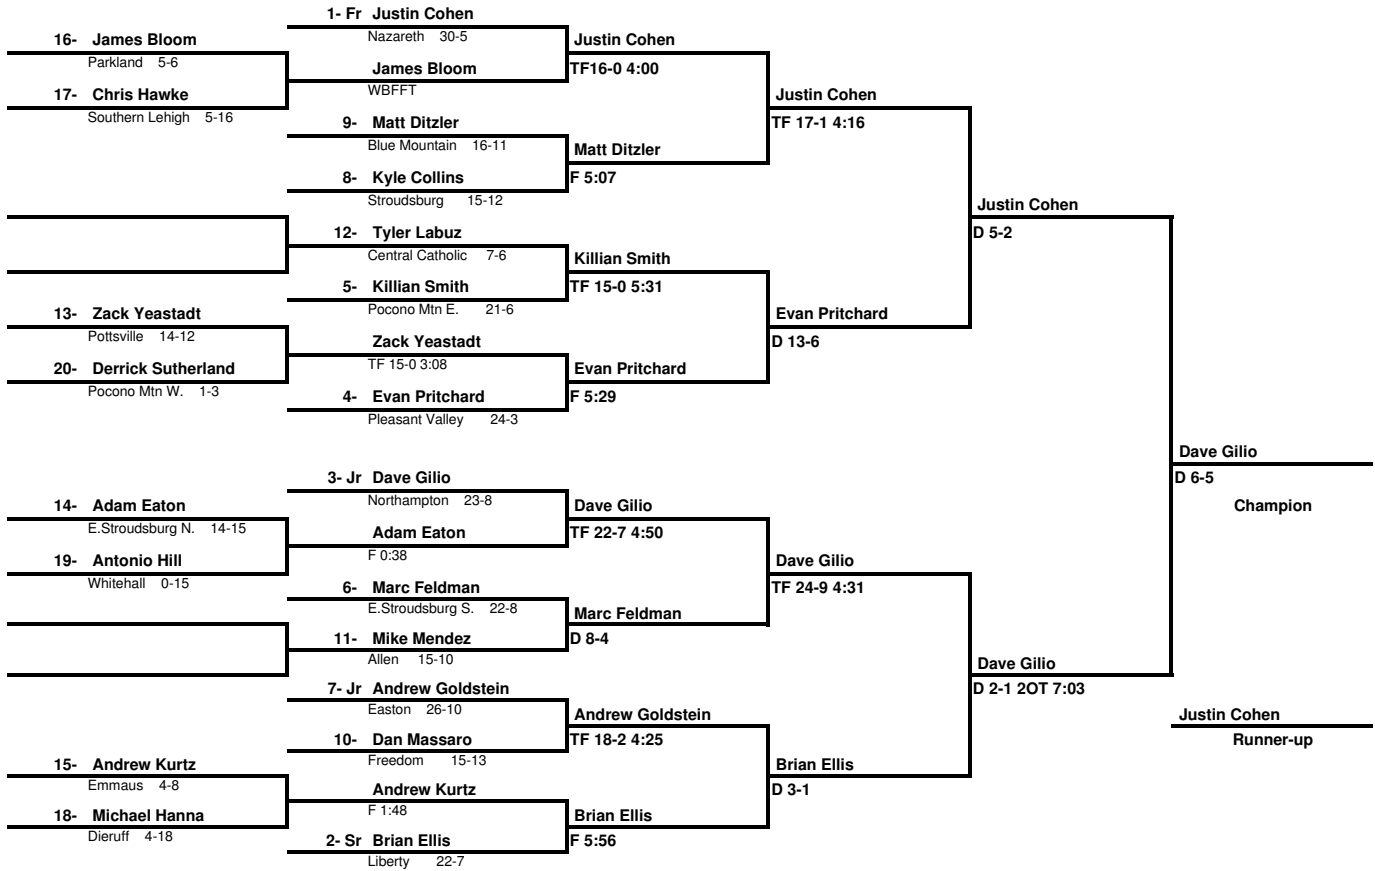 1- Fr Justin Cohen
Nazareth 30-5
16- James Bloom
Parkland 5-6
Justin Cohen
TF16-0 4:00
James Bloom
WBFFT
17- Chris Hawke
Southern Lehigh 5-16
Justin Cohen
TF 17-1 4:16
9- Matt Ditzler
Blue Mountain 16-11
Matt Ditzler
F 5:07
8- Kyle Collins
Stroudsburg 15-12
Justin Cohen
D 5-2
12- Tyler Labuz
Central Catholic 7-6
Killian Smith
TF 15-0 5:31
5- Killian Smith
Pocono Mtn E. 21-6
13- Zack Yeastadt
Pottsville 14-12
Evan Pritchard
D 13-6
Zack Yeastadt
TF 15-0 3:08
20- Derrick Sutherland
Pocono Mtn W. 1-3
Evan Pritchard
F 5:29
4- Evan Pritchard
Pleasant Valley 24-3
Dave Gilio
D 6-5
Champion
3- Jr Dave Gilio
Northampton 23-8
14- Adam Eaton
E.Stroudsburg N. 14-15
Dave Gilio
TF 22-7 4:50
Adam Eaton
F 0:38
19- Antonio Hill
Whitehall 0-15
Dave Gilio
TF 24-9 4:31
6- Marc Feldman
E.Stroudsburg S. 22-8
Marc Feldman
D 8-4
11- Mike Mendez
Allen 15-10
Dave Gilio
D 2-1 2OT 7:03
7- Jr Andrew Goldstein
Easton 26-10
Andrew Goldstein
TF 18-2 4:25
Justin Cohen
Runner-up
10- Dan Massaro
Freedom 15-13
15- Andrew Kurtz
Emmaus 4-8
Brian Ellis
D 3-1
Andrew Kurtz
F 1:48
18- Michael Hanna
Dieruff 4-18
Brian Ellis
F 5:56
2- Sr Brian Ellis
Liberty 22-7